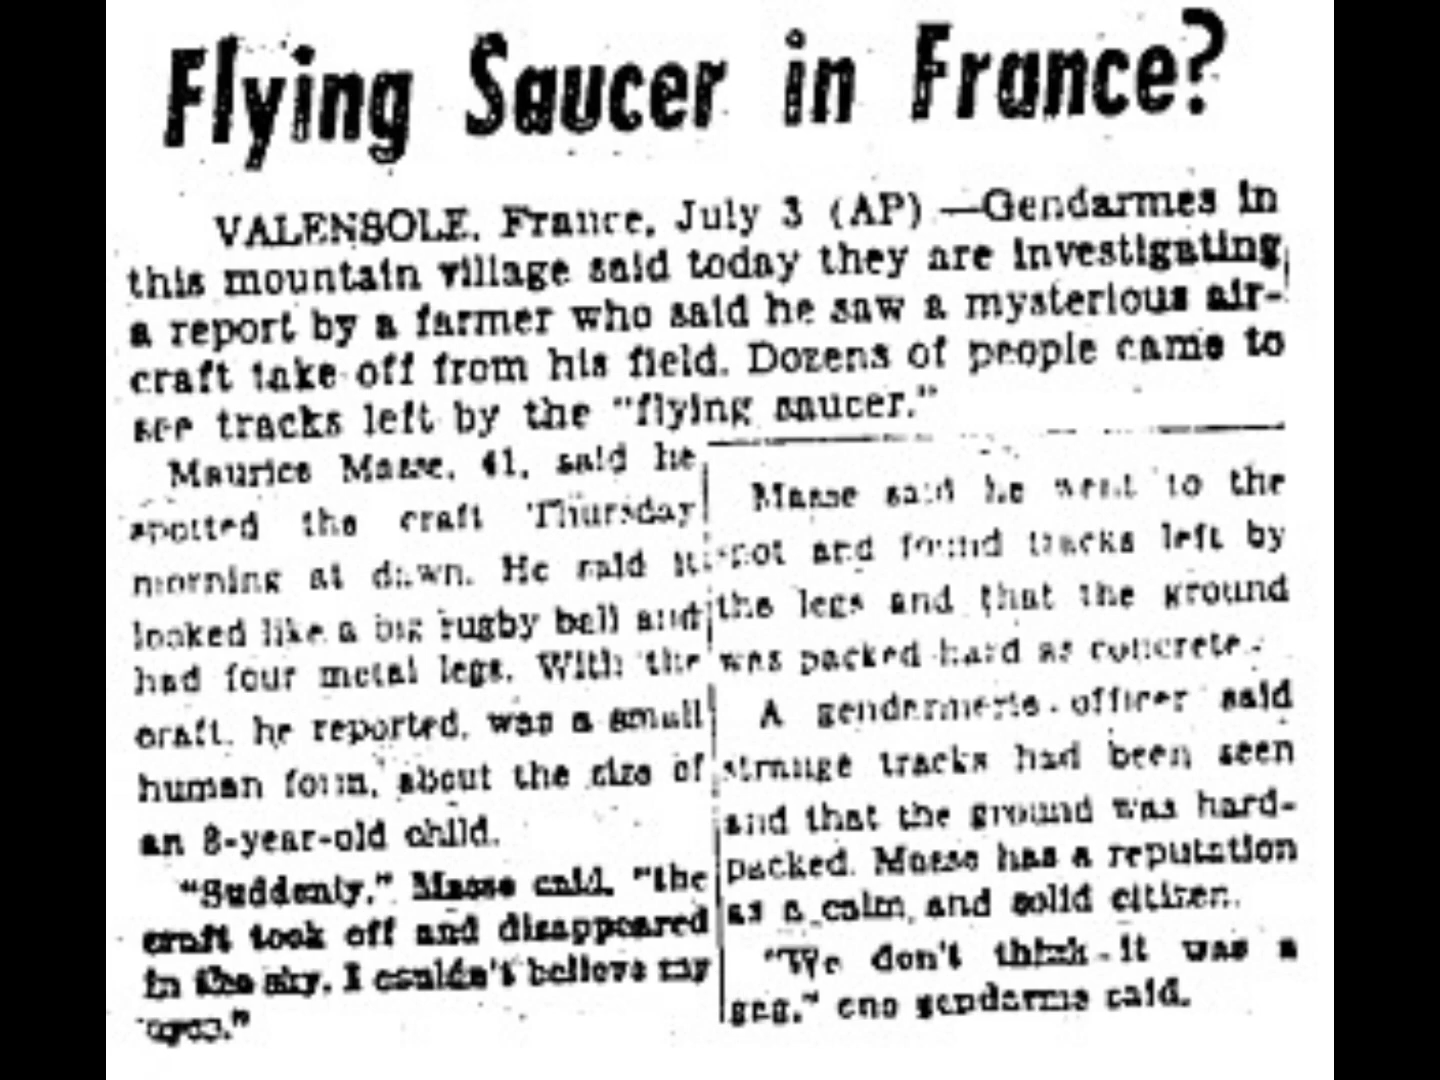 Flying Saucer in France?
VALENSOLE, France, July 3 (AP) —Gendarmes in
this mountain village said today they are investigating
a report by a farmer who said he saw a mysterious air-
craft take off from his field. Dozens of people came to
see tracks left by the "flying saucer."
Maurice Masse, 41, said he
spotted the craft Thursday
morning at dawn. He said it
looked like a big rugby ball and
had four metal legs. With the
craft, he reported, was a small
human form, about the size of
an 8-year-old child.
"Suddenly," Masse said, "the
craft took off and disappeared
in the sky. I couldn't believe my
eyes."
Masse said he went to the
spot and found tracks left by
the legs and that the ground
was packed hard as concrete.
A gendarmerie officer said
strange tracks had been seen
and that the ground was hard-
packed. Masse has a reputation
as a calm and solid citizen.
"We don't think it was a
gag," one gendarme said.